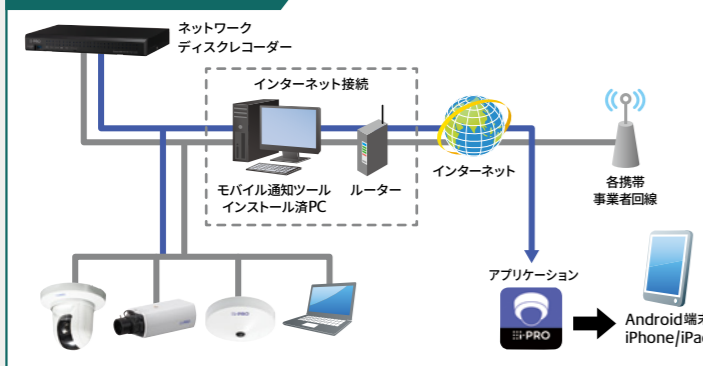 ネットワーク
ディスクレコーダー
インターネット接続
モバイル通知ツール
インストール済PC
ルーター
インターネット
各携帯
事業者回線
アプリケーション
i-PRO
Android端末
iPhone/iPad